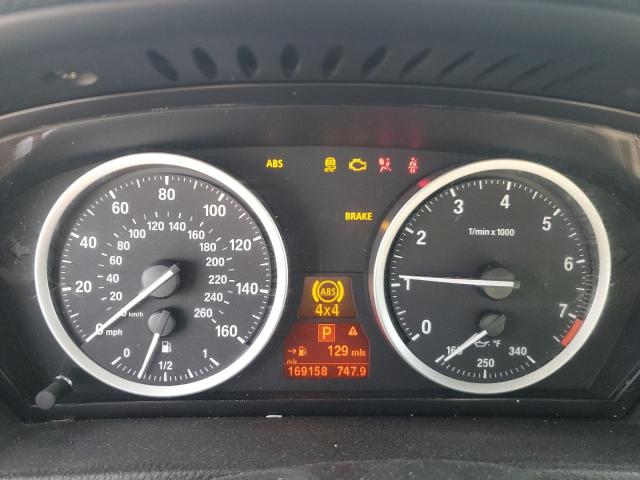 ABS
BRAKE
0 20 40 60 80 100 120 140 160
mph
0 20 40 60 80 100 120 140 160 180 200 220 240 260
km/h
0 1/2 1
ABS
4x4
P
129 mls
mls
169158 747.9
0 1 2 3 4 5 6 7
1/min x 1000
160 250 340
°F